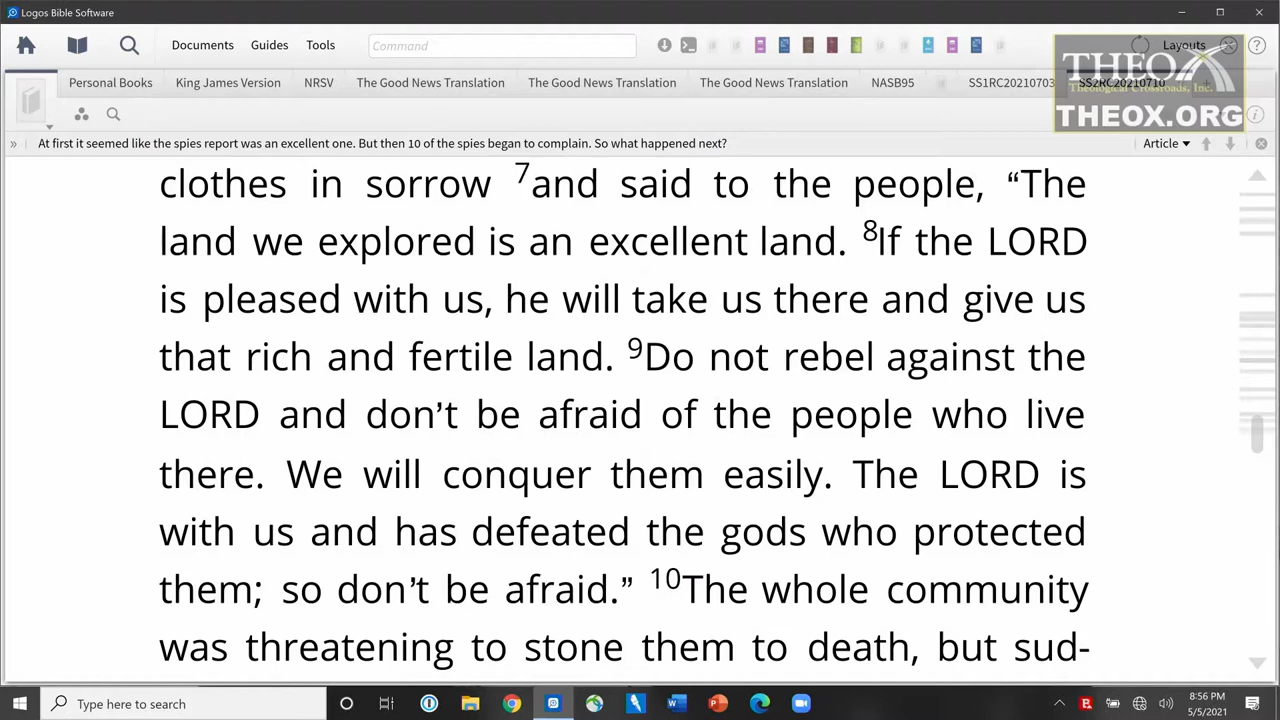 Logos Bible Software
Documents Guides Tools Command Layouts
THEOX
Theological Crossroads, Inc.
THEOX.ORG
Personal Books King James Version NRSV The Good News Translation The Good News Translation The Good News Translation NASB95 SS1RC20210703 SS2RC20210710
At first it seemed like the spies report was an excellent one. But then 10 of the spies began to complain. So what happened next? Article
clothes in sorrow 7and said to the people, “The
land we explored is an excellent land. 8If the LORD
is pleased with us, he will take us there and give us
that rich and fertile land. 9Do not rebel against the
LORD and don’t be afraid of the people who live
there. We will conquer them easily. The LORD is
with us and has defeated the gods who protected
them; so don’t be afraid.” 10The whole community
was threatening to stone them to death, but sud-
Type here to search
8:56 PM
5/5/2021